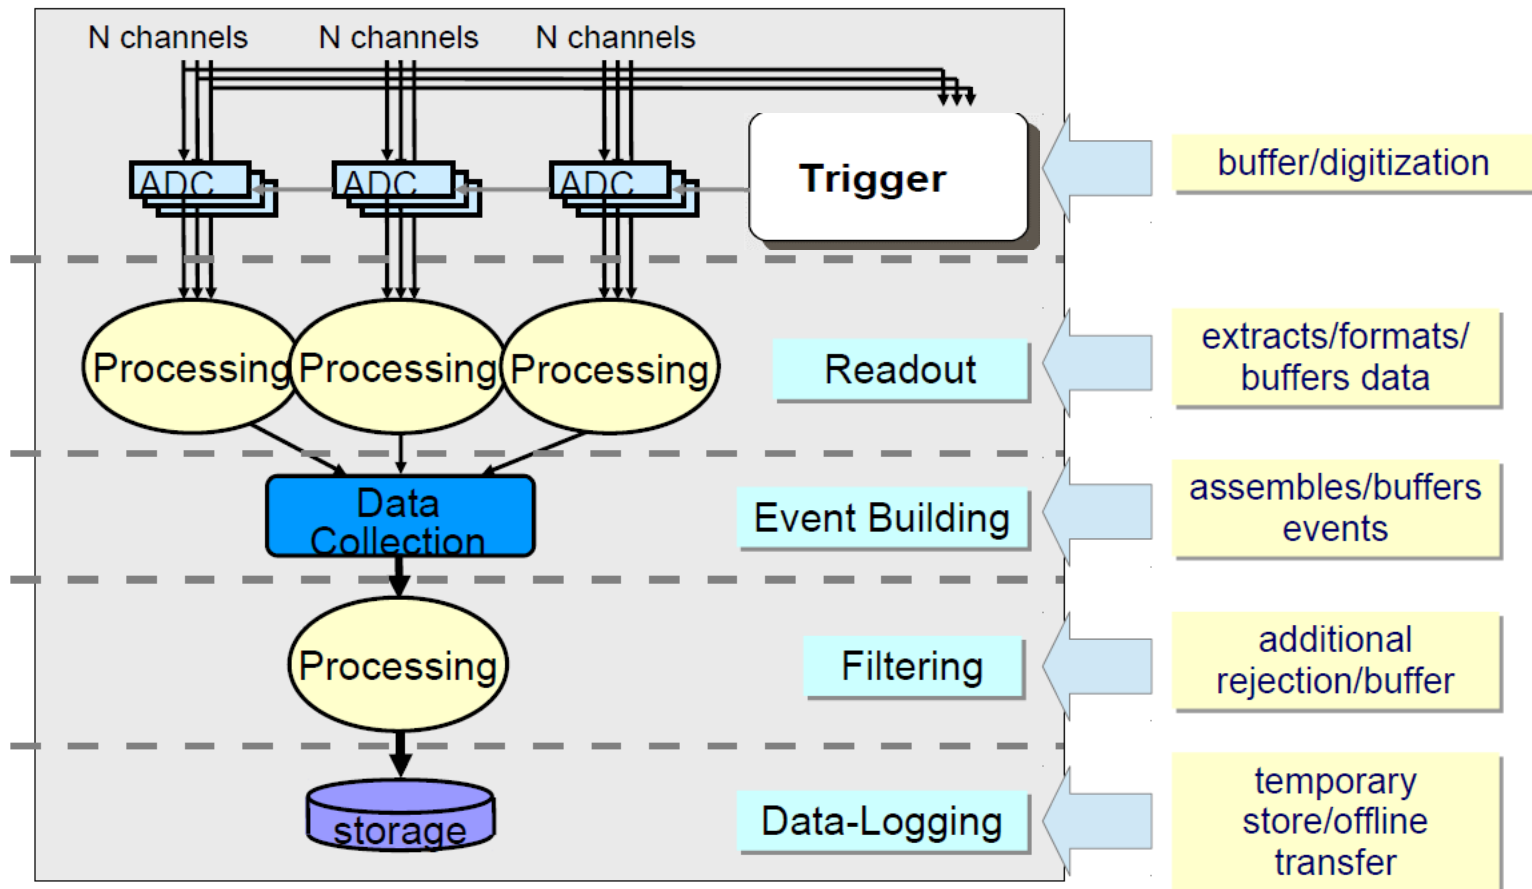 N channels
N channels
N channels
ADC
ADC
ADC
Trigger
buffer/digitization
Processing
Processing
Processing
Readout
extracts/formats/
buffers data
Data
Collection
Event Building
assembles/buffers
events
Processing
Filtering
additional
rejection/buffer
storage
Data-Logging
temporary
store/offline
transfer